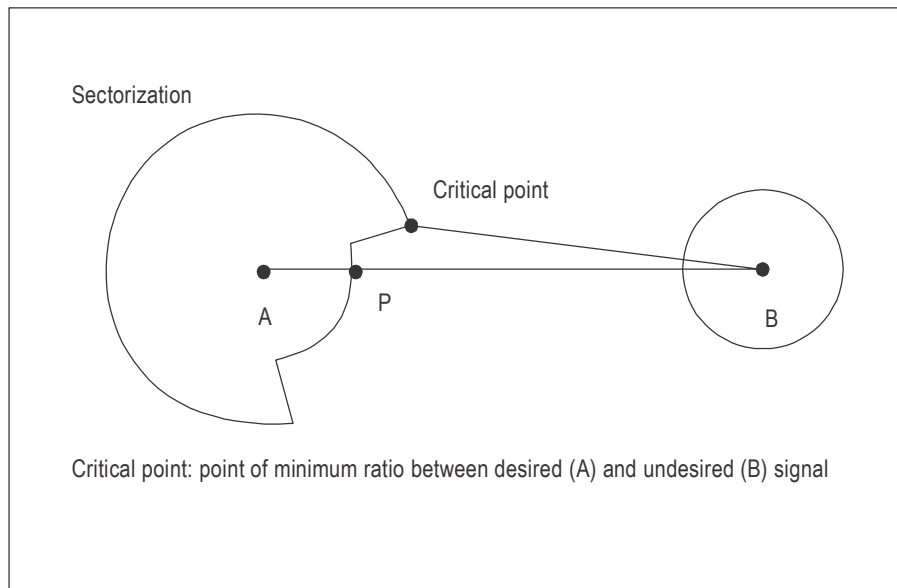 Sectorization
Critical point
A
P
B
Critical point: point of minimum ratio between desired (A) and undesired (B) signal